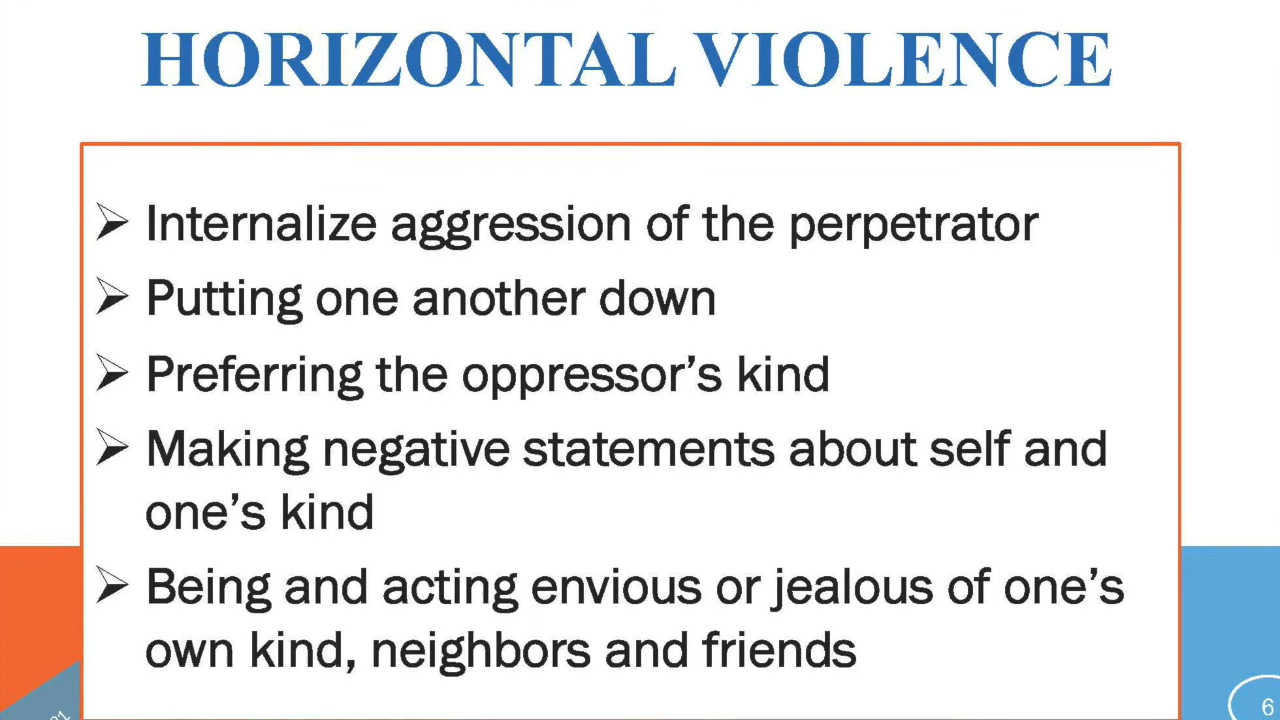 HORIZONTAL VIOLENCE
➢ Internalize aggression of the perpetrator
➢ Putting one another down
➢ Preferring the oppressor’s kind
➢ Making negative statements about self and
one’s kind
➢ Being and acting envious or jealous of one’s
own kind, neighbors and friends
6